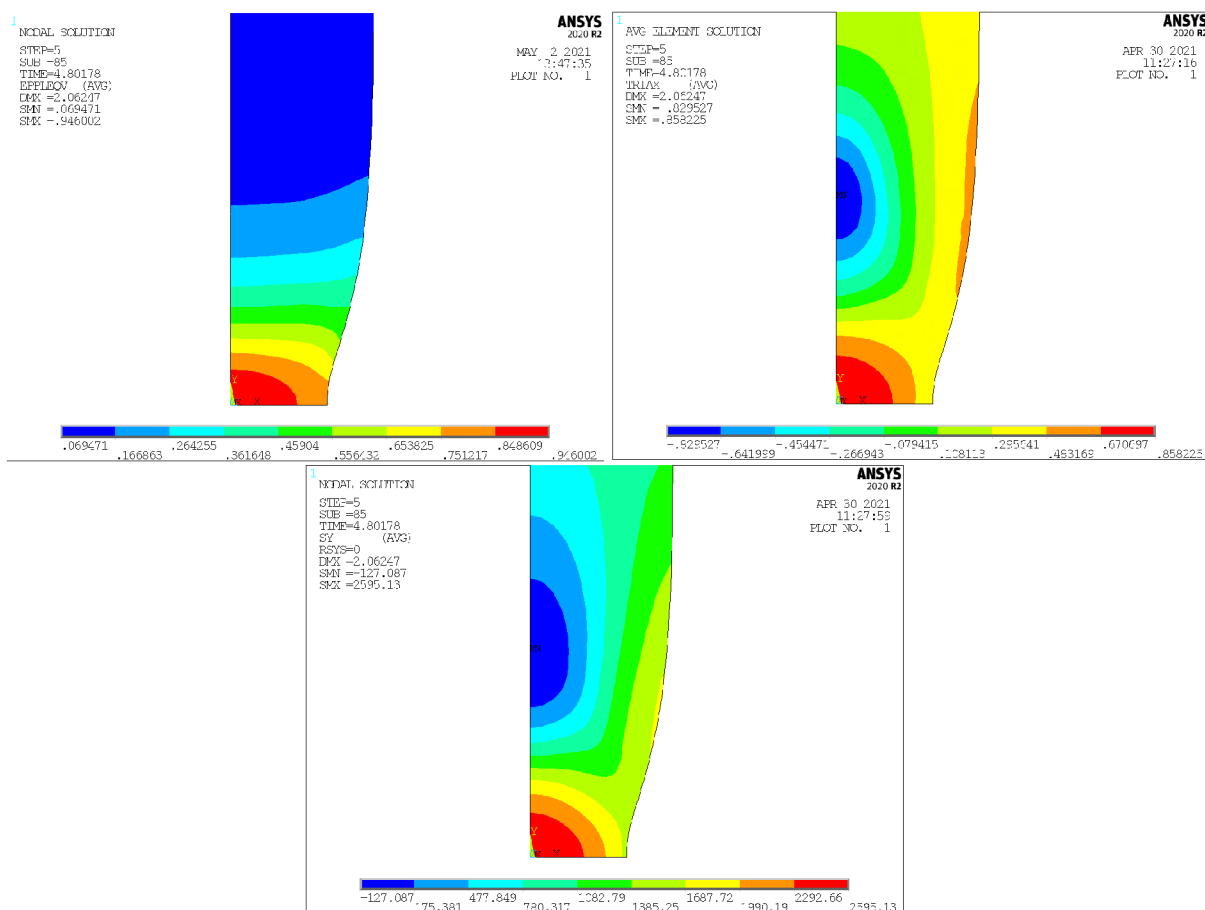 1
NODAL SOLUTION
STEP=5
SUB =85
TIME=4.80178
EPPLEQV (AVG)
DMX =2.06247
SMN =.069471
SMX =.946002
ANSYS
2020 R2
MAY 2 2021
PLOT NO. 1
Y
X
.069471 .264255 .45904 .653825 .848609
.166863 .361648 .556432 .751217 .946002
1
AVG ELEMENT SOLUTION
STEP=5
SUB =85
TIME=4.80178
TRIAX (AVG)
DMX =2.06247
SMN =-.829527
SMX =.858225
ANSYS
2020 R2
APR 30 2021
11:27:16
PLOT NO. 1
MN
Y
X
-.829527 -.454471 -.079415 .295641 .670697
-.641999 -.266943 .108113 .483169 .858225
1
NODAL SOLUTION
STEP=5
SUB =85
TIME=4.80178
SY (AVG)
RSYS=0
DMX =2.06247
SMN =-127.087
SMX =2595.13
ANSYS
2020 R2
APR 30 2021
11:27:59
PLOT NO. 1
MN
Y
X
-127.087 477.849 1082.79 1687.72 2292.66
175.381 780.317 1385.25 1990.19 2595.13